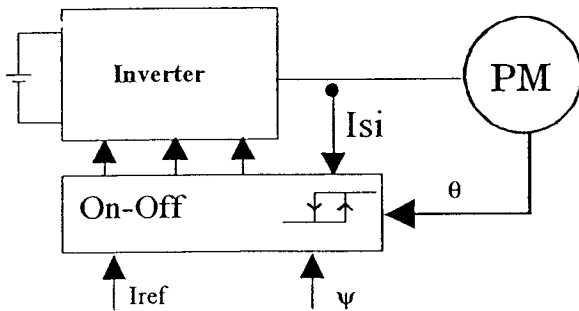 Inverter
PM
Isi
On-Off
θ
Iref
ψ